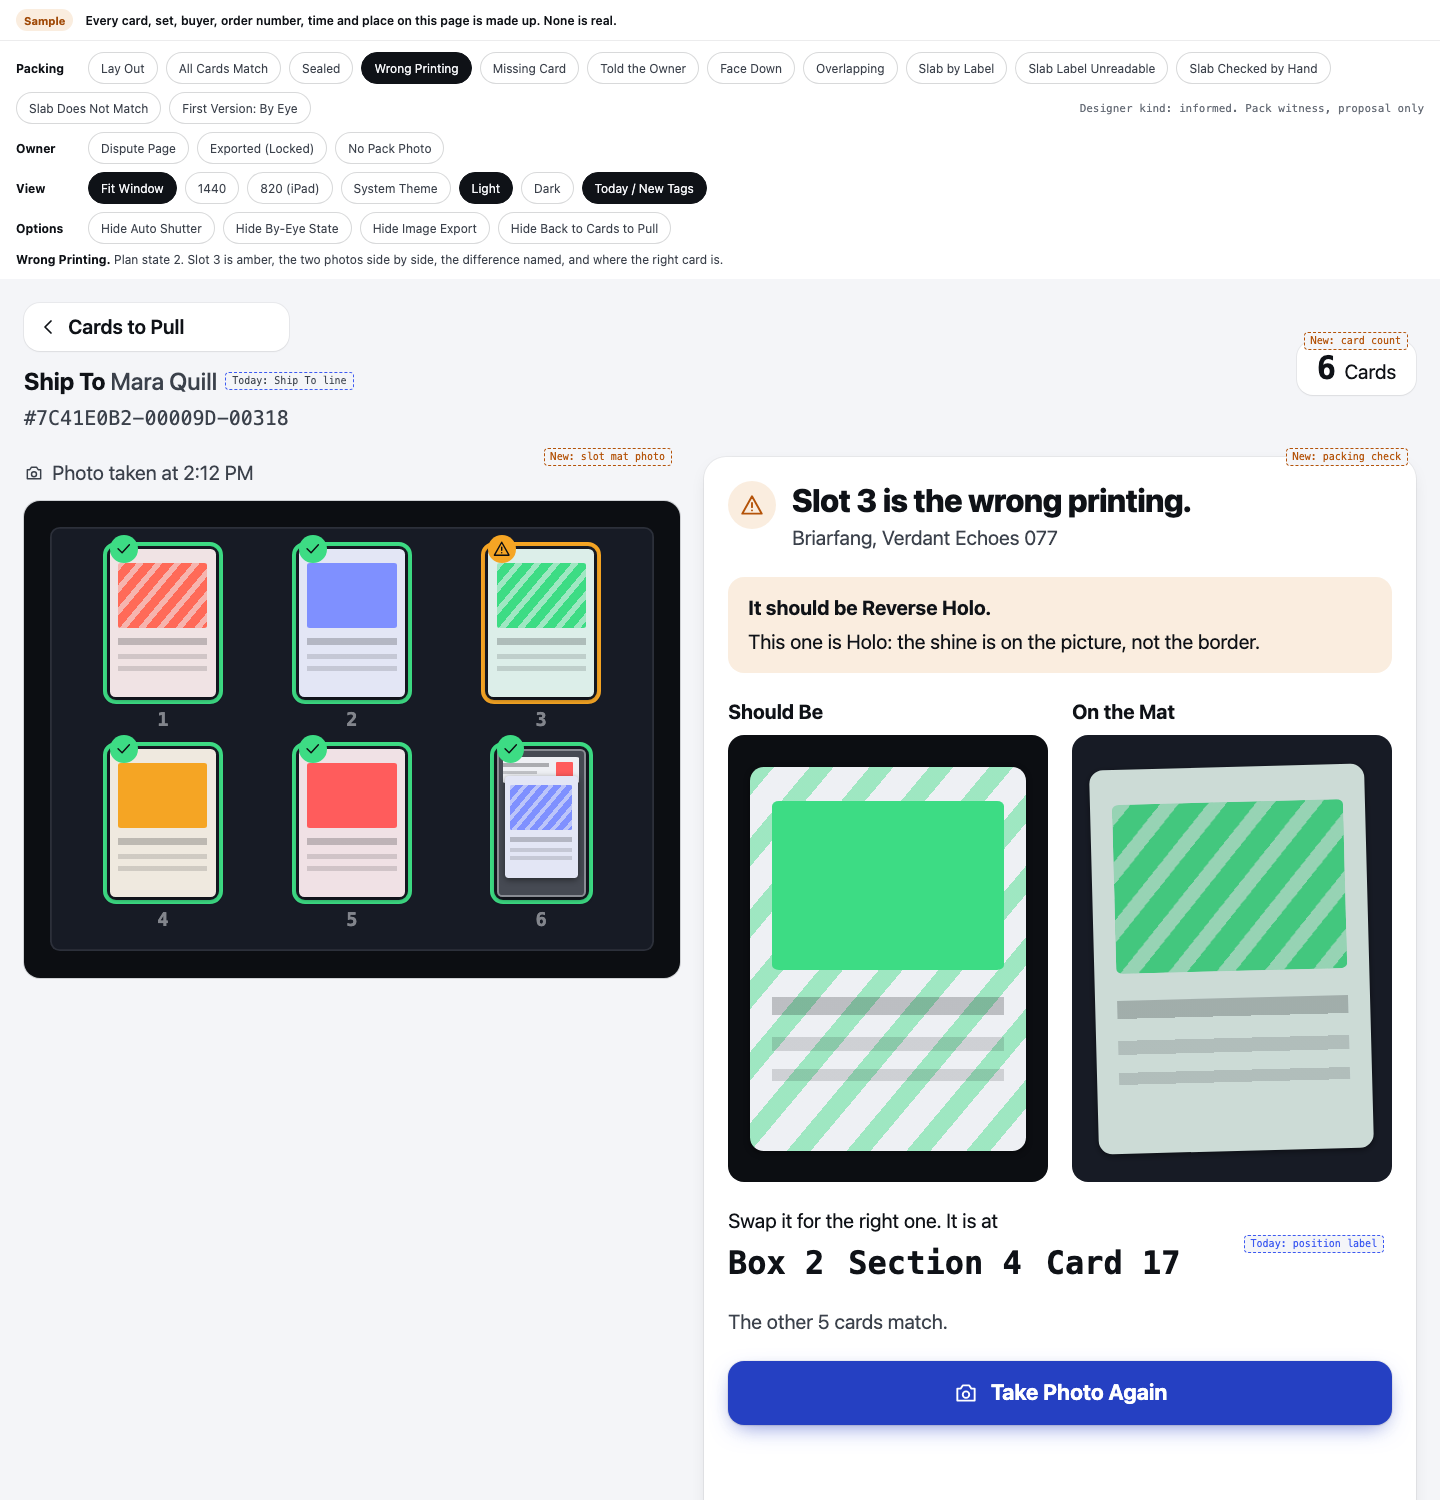 Sample Every card, set, buyer, order number, time and place on this page is made up. None is real.
Packing Lay Out All Cards Match Sealed Wrong Printing Missing Card Told the Owner Face Down Overlapping Slab by Label Slab Label Unreadable Slab Checked by Hand
Slab Does Not Match First Version: By Eye Designer kind: informed. Pack witness, proposal only
Owner Dispute Page Exported (Locked) No Pack Photo
View Fit Window 1440 820 (iPad) System Theme Light Dark Today / New Tags
Options Hide Auto Shutter Hide By-Eye State Hide Image Export Hide Back to Cards to Pull
Wrong Printing. Plan state 2. Slot 3 is amber, the two photos side by side, the difference named, and where the right card is.
Cards to Pull
New: card count
6 Cards
Ship To Mara Quill Today: Ship To line
#7C41E0B2-00009D-00318
New: slot mat photo
Photo taken at 2:12 PM
1 2 3
4 5 6
New: packing check
Slot 3 is the wrong printing.
Briarfang, Verdant Echoes 077
It should be Reverse Holo.
This one is Holo: the shine is on the picture, not the border.
Should Be On the Mat
Swap it for the right one. It is at
Today: position label
Box 2 Section 4 Card 17
The other 5 cards match.
Take Photo Again